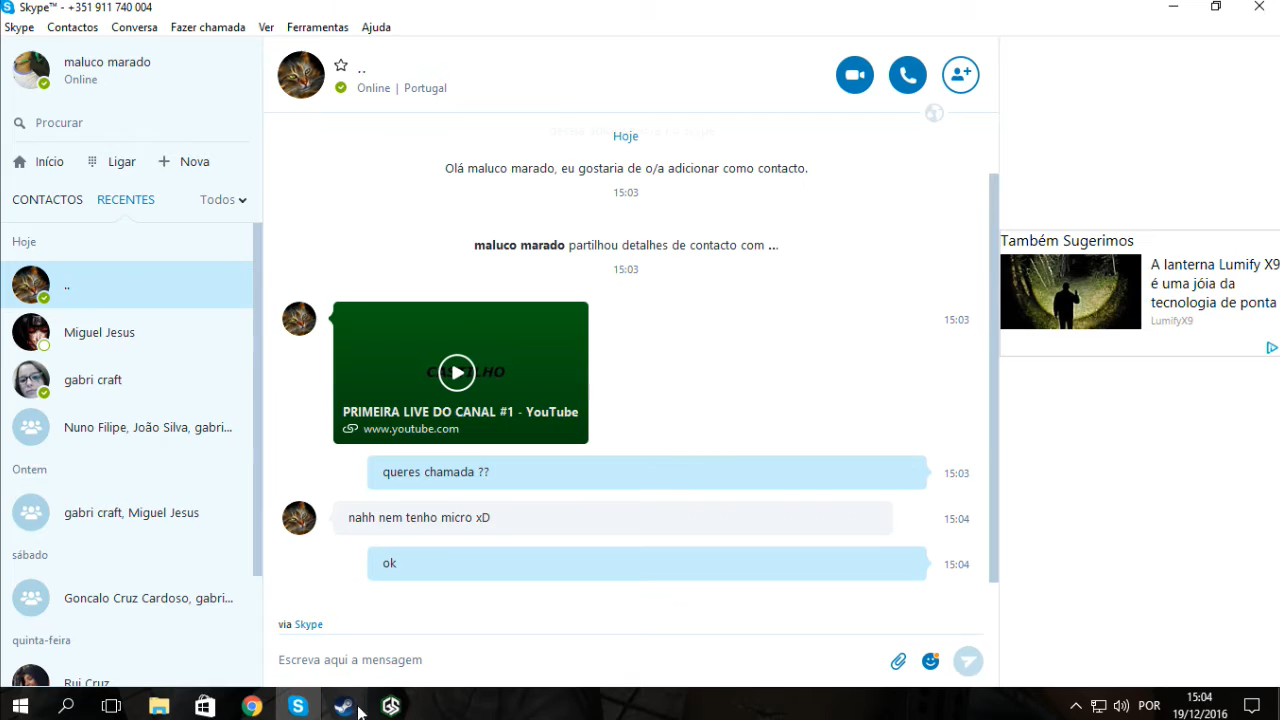 Skype™ - +351 911 740 004
Skype Contactos Conversa Fazer chamada Ver Ferramentas Ajuda
maluco marado
Online
Procurar
Início Ligar Nova
CONTACTOS RECENTES Todos
Hoje
..
Miguel Jesus
gabri craft
Nuno Filipe, João Silva, gabri...
Ontem
gabri craft, Miguel Jesus
sábado
Goncalo Cruz Cardoso, gabri...
quinta-feira
Rui Cruz
..
Online | Portugal
Hoje
Olá maluco marado, eu gostaria de o/a adicionar como contacto.
15:03
maluco marado partilhou detalhes de contacto com ...
15:03
CASTILHO
PRIMEIRA LIVE DO CANAL #1 - YouTube
www.youtube.com
15:03
queres chamada ??
15:03
nahh nem tenho micro xD
15:04
ok
15:04
via Skype
Escreva aqui a mensagem
Também Sugerimos
A lanterna Lumify X9
é uma jóia da
tecnologia de ponta
LumifyX9
POR
15:04
19/12/2016